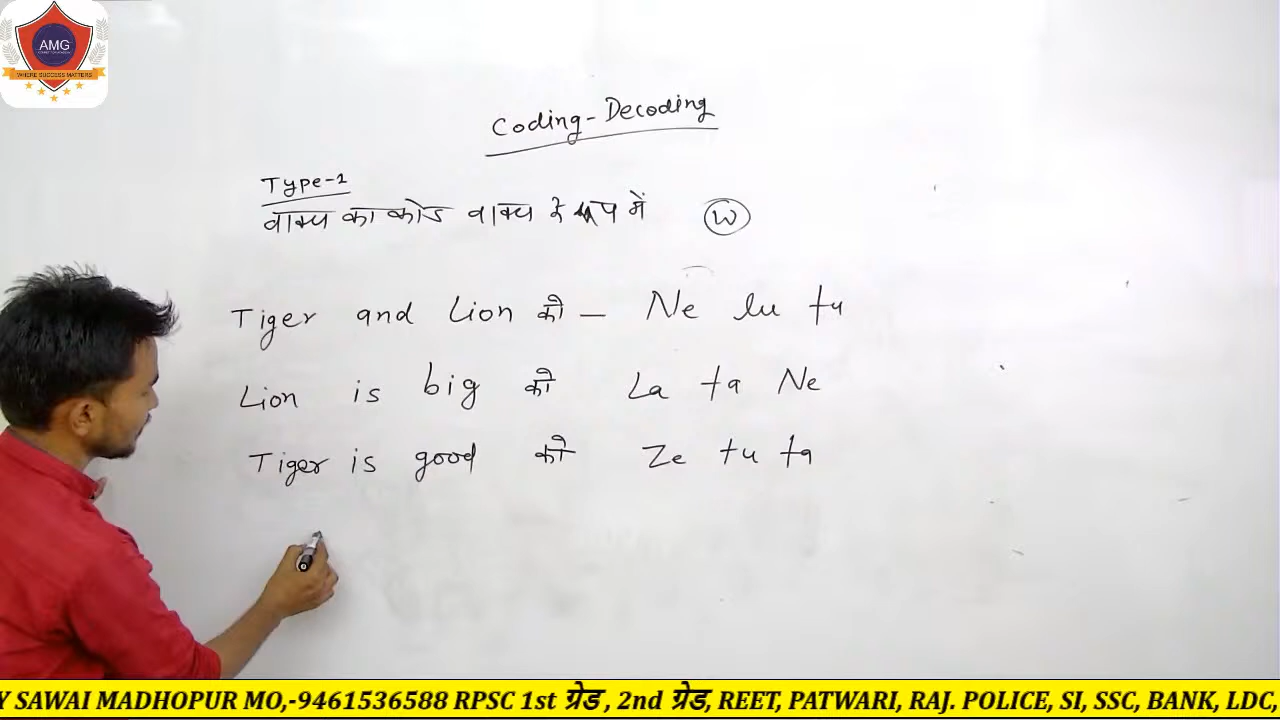 AMG
WHERE SUCCESS MATTERS
Coding-Decoding
Type-1
वाक्य का कोड वाक्य के रूप में (W)
Tiger and Lion को - Ne lu tu
Lion is big को La ta Ne
Tiger is good को Ze tu ta
Y SAWAI MADHOPUR MO,-9461536588 RPSC 1st ग्रेड , 2nd ग्रेड, REET, PATWARI, RAJ. POLICE, SI, SSC, BANK, LDC,